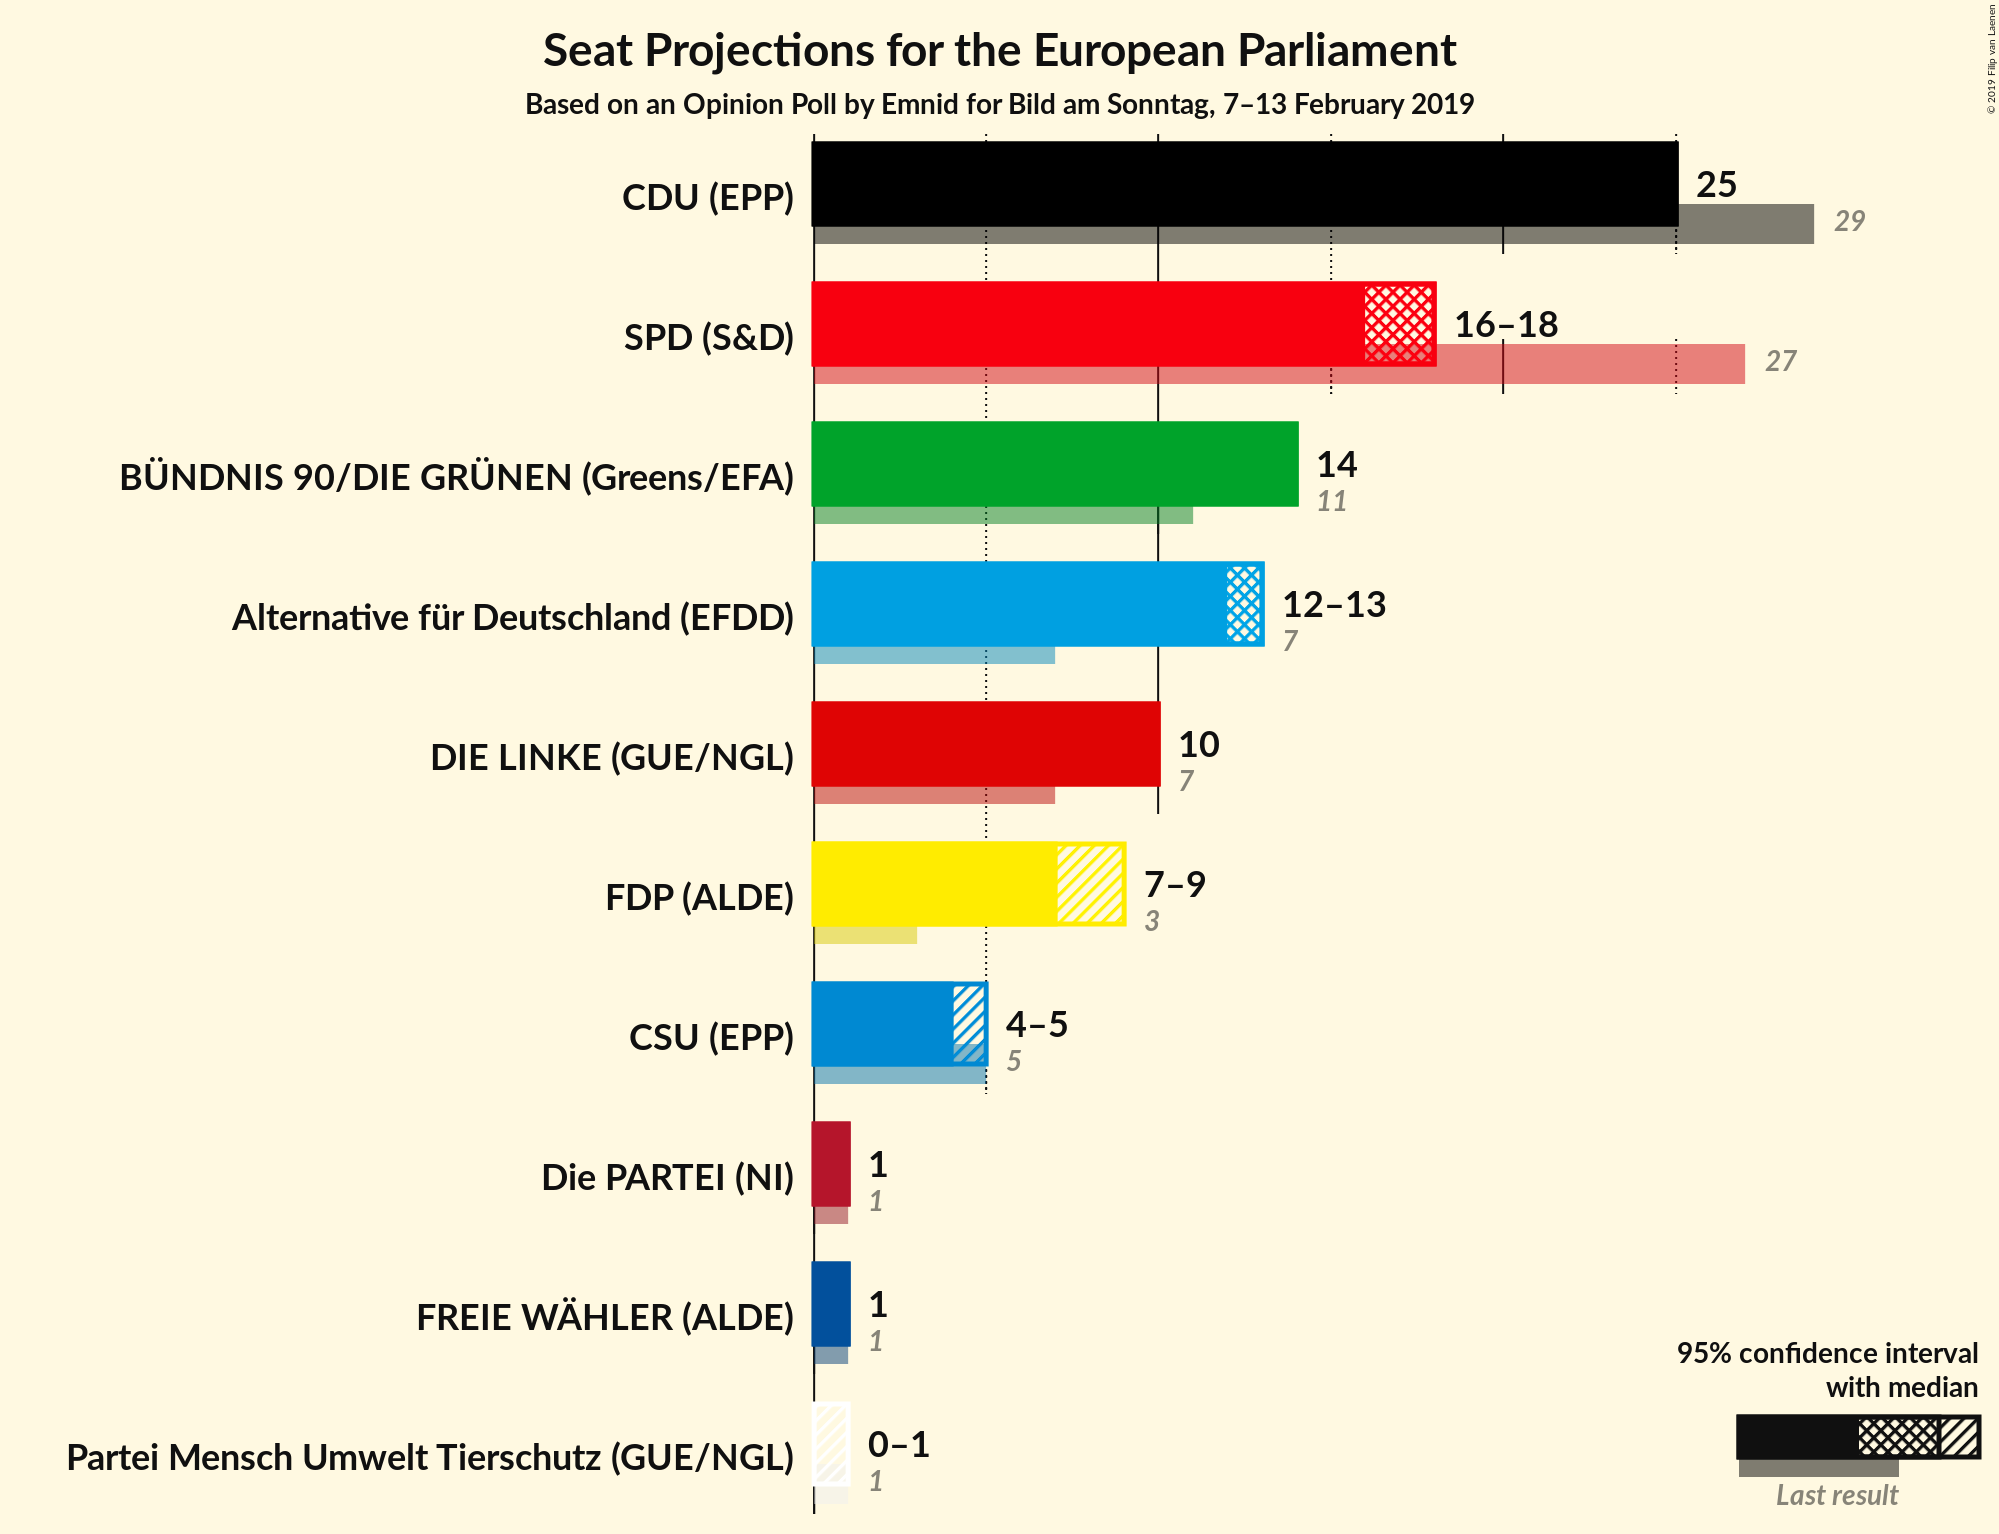 Seat Projections for the European Parliament
Based on an Opinion Poll by Emnid for Bild am Sonntag, 7–13 February 2019
© 2019 Filip van Laenen
CDU (EPP)
25
29
SPD (S&D)
16–18
27
BÜNDNIS 90/DIE GRÜNEN (Greens/EFA)
14
11
Alternative für Deutschland (EFDD)
12–13
7
DIE LINKE (GUE/NGL)
10
7
FDP (ALDE)
7–9
3
CSU (EPP)
4–5
5
Die PARTEI (NI)
1
1
FREIE WÄHLER (ALDE)
1
1
Partei Mensch Umwelt Tierschutz (GUE/NGL)
0–1
1
95% confidence interval
with median
Last result